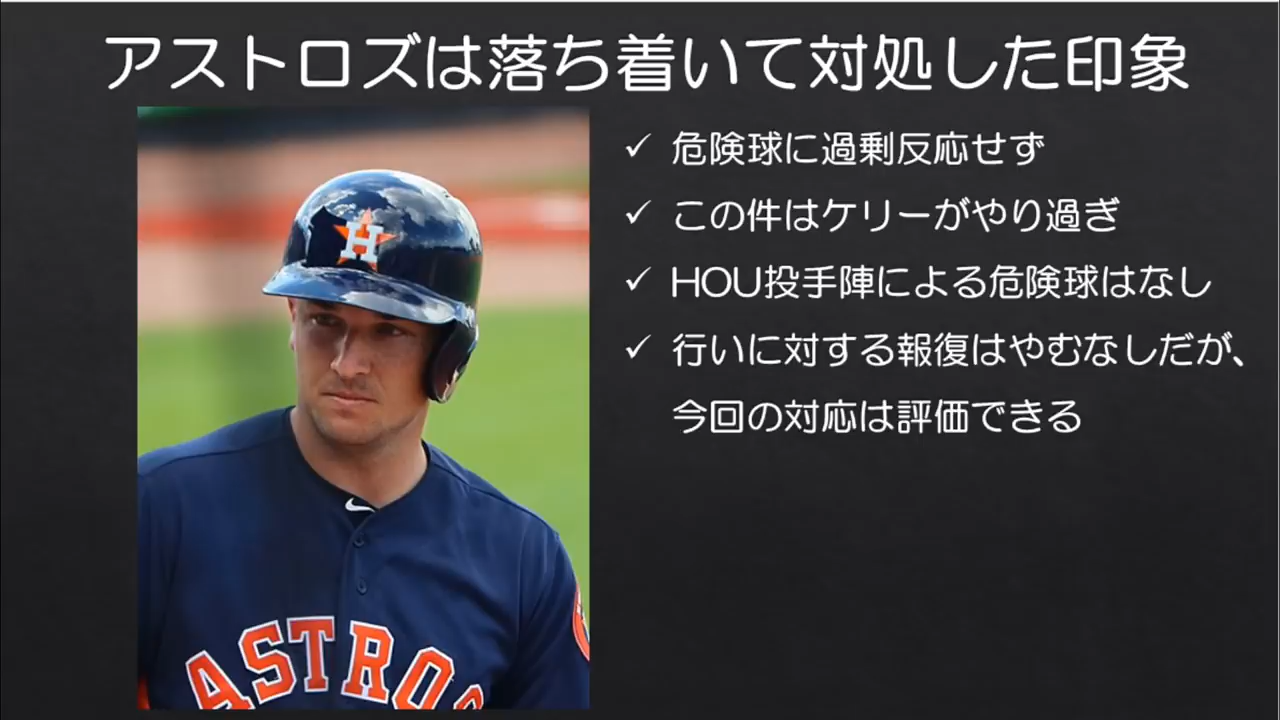 アストロズは落ち着いて対処した印象
✓ 危険球に過剰反応せず
✓ この件はケリーがやり過ぎ
✓ HOU投手陣による危険球はなし
✓ 行いに対する報復はやむなしだが、
今回の対応は評価できる
H
ASTROS